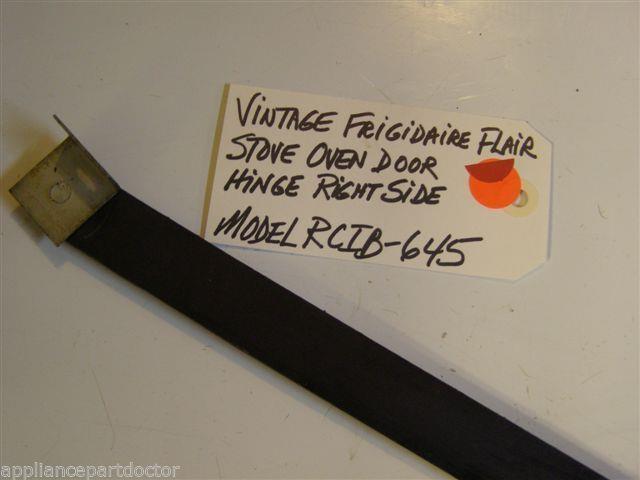 VINTAGE FRIGIDAIRE FLAIR
STOVE OVEN DOOR
HINGE RIGHT SIDE
MODEL RCIB-645
appliancepartdoctor